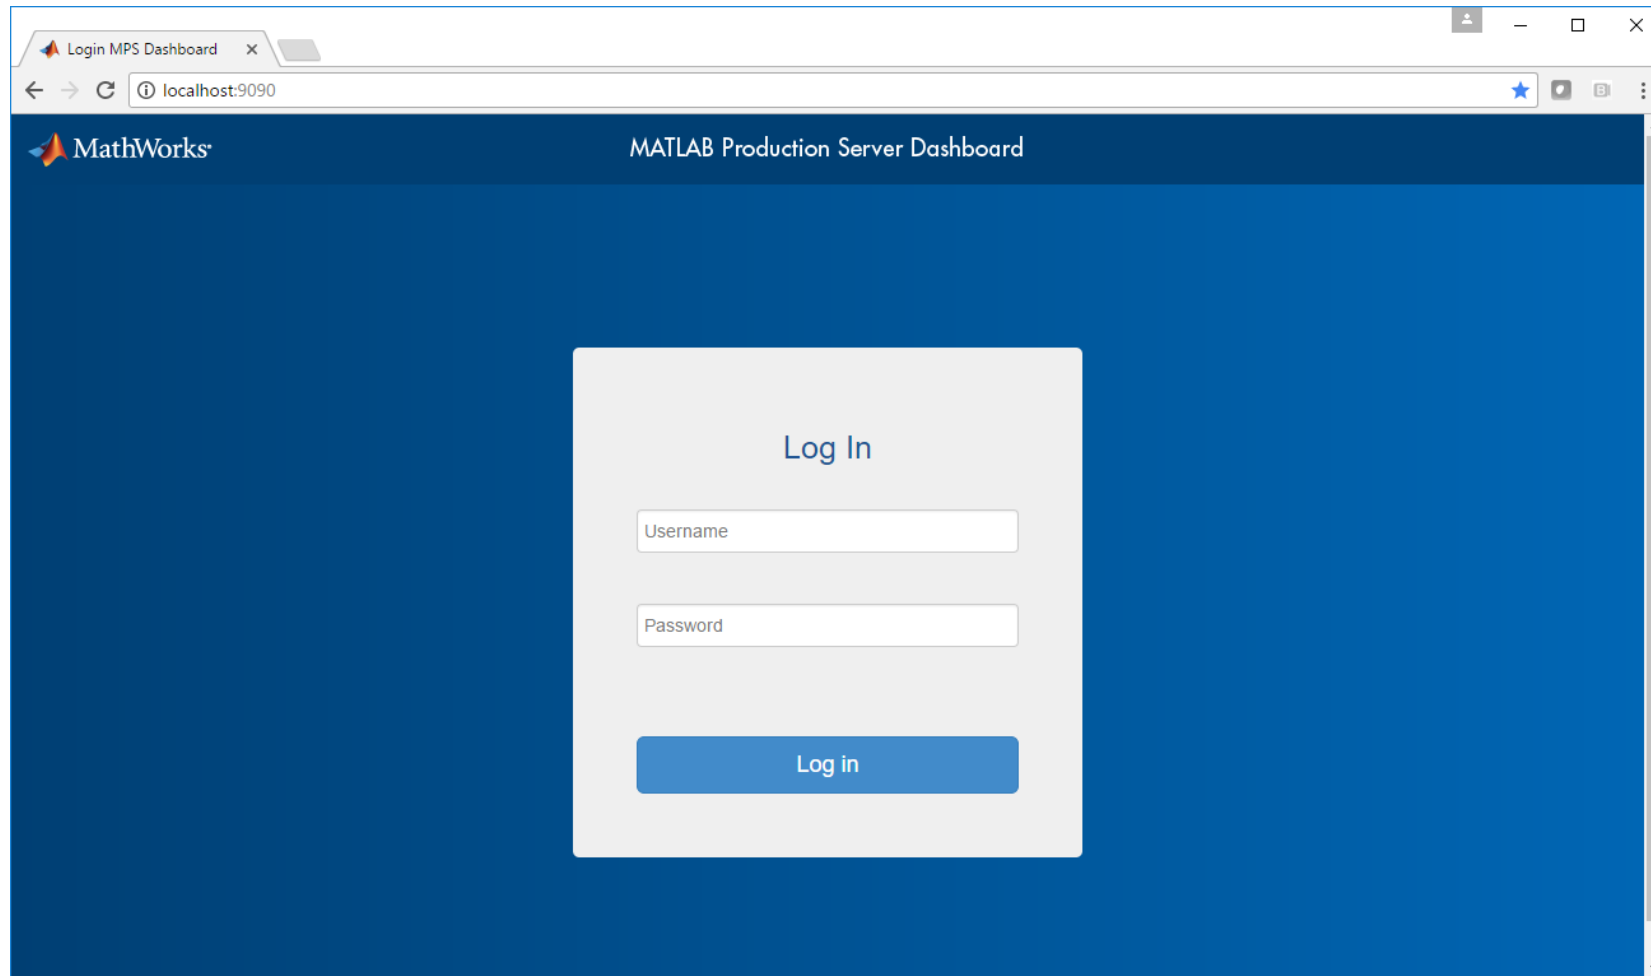 Login MPS Dashboard
localhost:9090
MathWorks®
MATLAB Production Server Dashboard
Log In
Username
Password
Log in